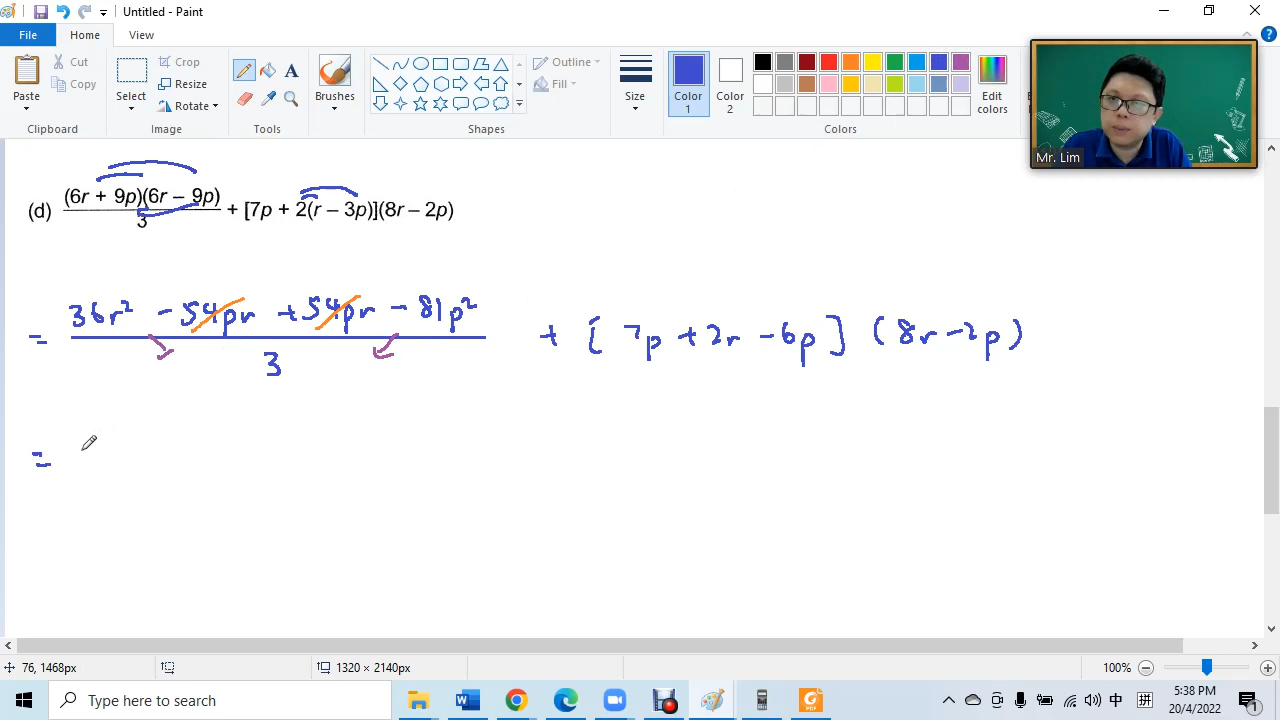 Untitled - Paint
File
Home
View
Paste
Cut
Copy
Clipboard
Select
Crop
Resize
Rotate
Image
A
Tools
Brushes
Outline
Fill
Shapes
Size
Color 1
Color 2
Edit colors
Colors
Mr. Lim
(d) (6r + 9p)(6r – 9p) / 3 + [7p + 2(r – 3p)](8r – 2p)
= 36r² - 54pr + 54pr - 81p² / 3 + [7p + 2r - 6p] (8r - 2p)
=
76, 1468px
1320 × 2140px
100%
Type here to search
中
拼
5:38 PM
20/4/2022